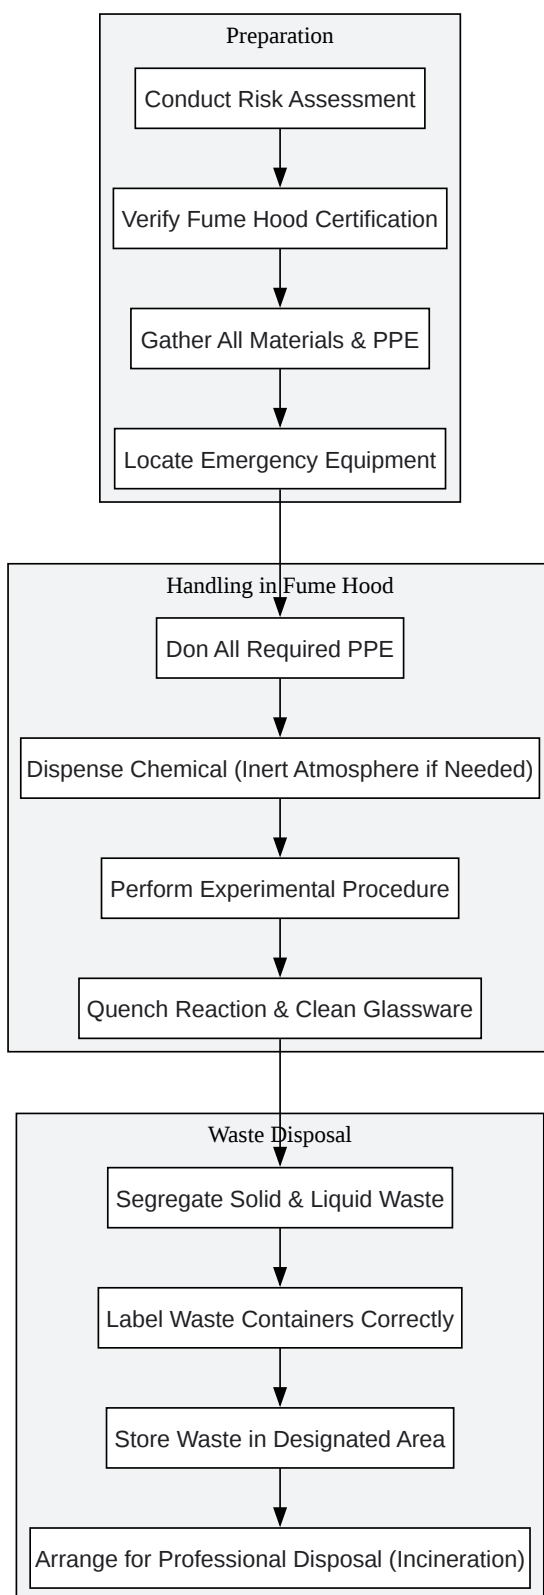 Preparation
Conduct Risk Assessment
Verify Fume Hood Certification
Gather All Materials & PPE
Locate Emergency Equipment
Handling in Fume Hood
Don All Required PPE
Dispense Chemical (Inert Atmosphere if Needed)
Perform Experimental Procedure
Quench Reaction & Clean Glassware
Waste Disposal
Segregate Solid & Liquid Waste
Label Waste Containers Correctly
Store Waste in Designated Area
Arrange for Professional Disposal (Incineration)